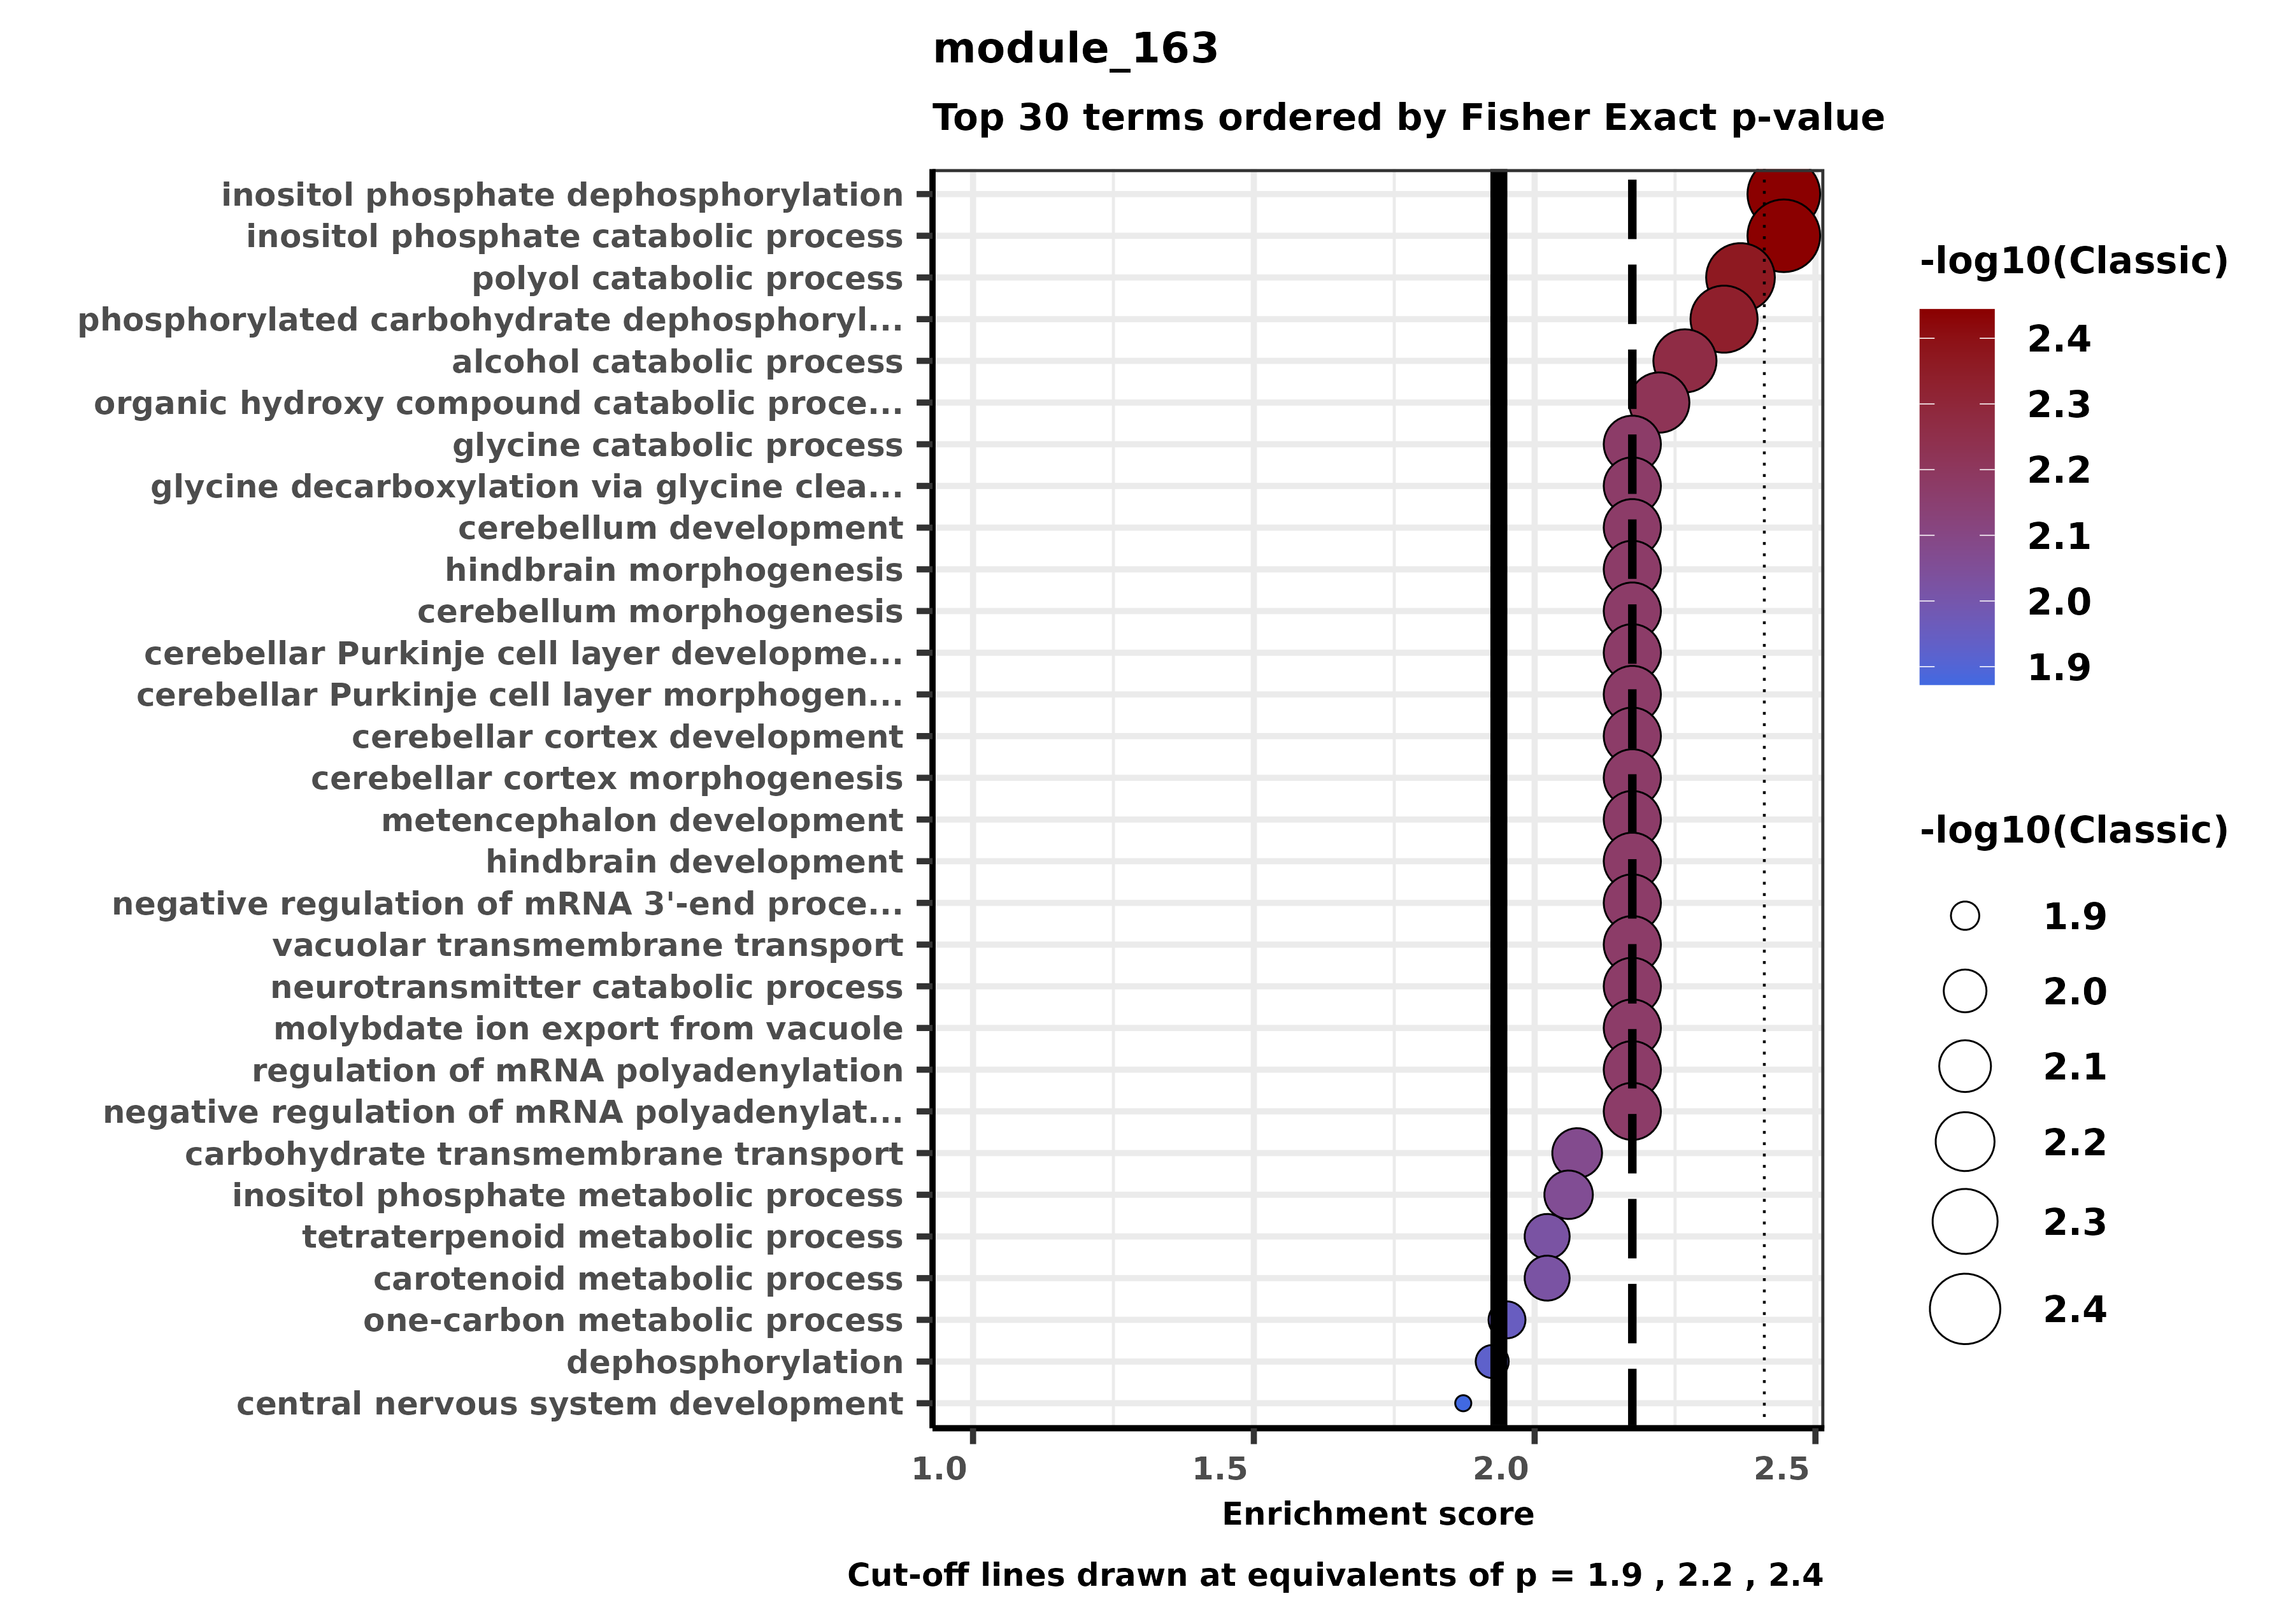 module_163
Top 30 terms ordered by Fisher Exact p-value
inositol phosphate dephosphorylation
inositol phosphate catabolic process
polyol catabolic process
phosphorylated carbohydrate dephosphoryl...
alcohol catabolic process
organic hydroxy compound catabolic proce...
glycine catabolic process
glycine decarboxylation via glycine clea...
cerebellum development
hindbrain morphogenesis
cerebellum morphogenesis
cerebellar Purkinje cell layer developme...
cerebellar Purkinje cell layer morphogen...
cerebellar cortex development
cerebellar cortex morphogenesis
metencephalon development
hindbrain development
negative regulation of mRNA 3'-end proce...
vacuolar transmembrane transport
neurotransmitter catabolic process
molybdate ion export from vacuole
regulation of mRNA polyadenylation
negative regulation of mRNA polyadenylat...
carbohydrate transmembrane transport
inositol phosphate metabolic process
tetraterpenoid metabolic process
carotenoid metabolic process
one-carbon metabolic process
dephosphorylation
central nervous system development
1.0 1.5 2.0 2.5
Enrichment score
Cut-off lines drawn at equivalents of p = 1.9 , 2.2 , 2.4
-log10(Classic)
2.4
2.3
2.2
2.1
2.0
1.9
-log10(Classic)
1.9
2.0
2.1
2.2
2.3
2.4